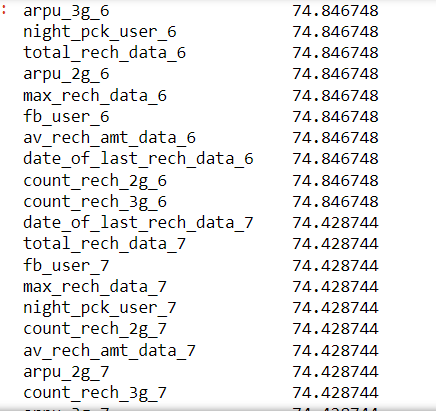 : arpu_3g_6 74.846748
night_pck_user_6 74.846748
total_rech_data_6 74.846748
arpu_2g_6 74.846748
max_rech_data_6 74.846748
fb_user_6 74.846748
av_rech_amt_data_6 74.846748
date_of_last_rech_data_6 74.846748
count_rech_2g_6 74.846748
count_rech_3g_6 74.846748
date_of_last_rech_data_7 74.428744
total_rech_data_7 74.428744
fb_user_7 74.428744
max_rech_data_7 74.428744
night_pck_user_7 74.428744
count_rech_2g_7 74.428744
av_rech_amt_data_7 74.428744
arpu_2g_7 74.428744
count_rech_3g_7 74.428744